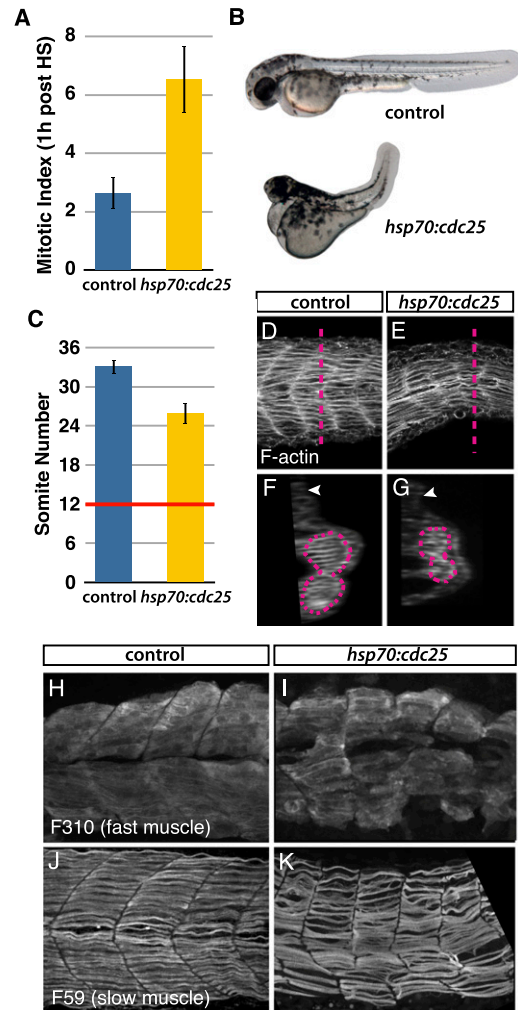 A
Mitotic Index (1h post HS)
8
6
4
2
0
control hsp70:cdc25
B
control
hsp70:cdc25
C
Somite Number
36
30
24
18
12
6
0
control hsp70:cdc25
control hsp70:cdc25
D E
F-actin
F G
control hsp70:cdc25
H I
F310 (fast muscle)
J K
F59 (slow muscle)